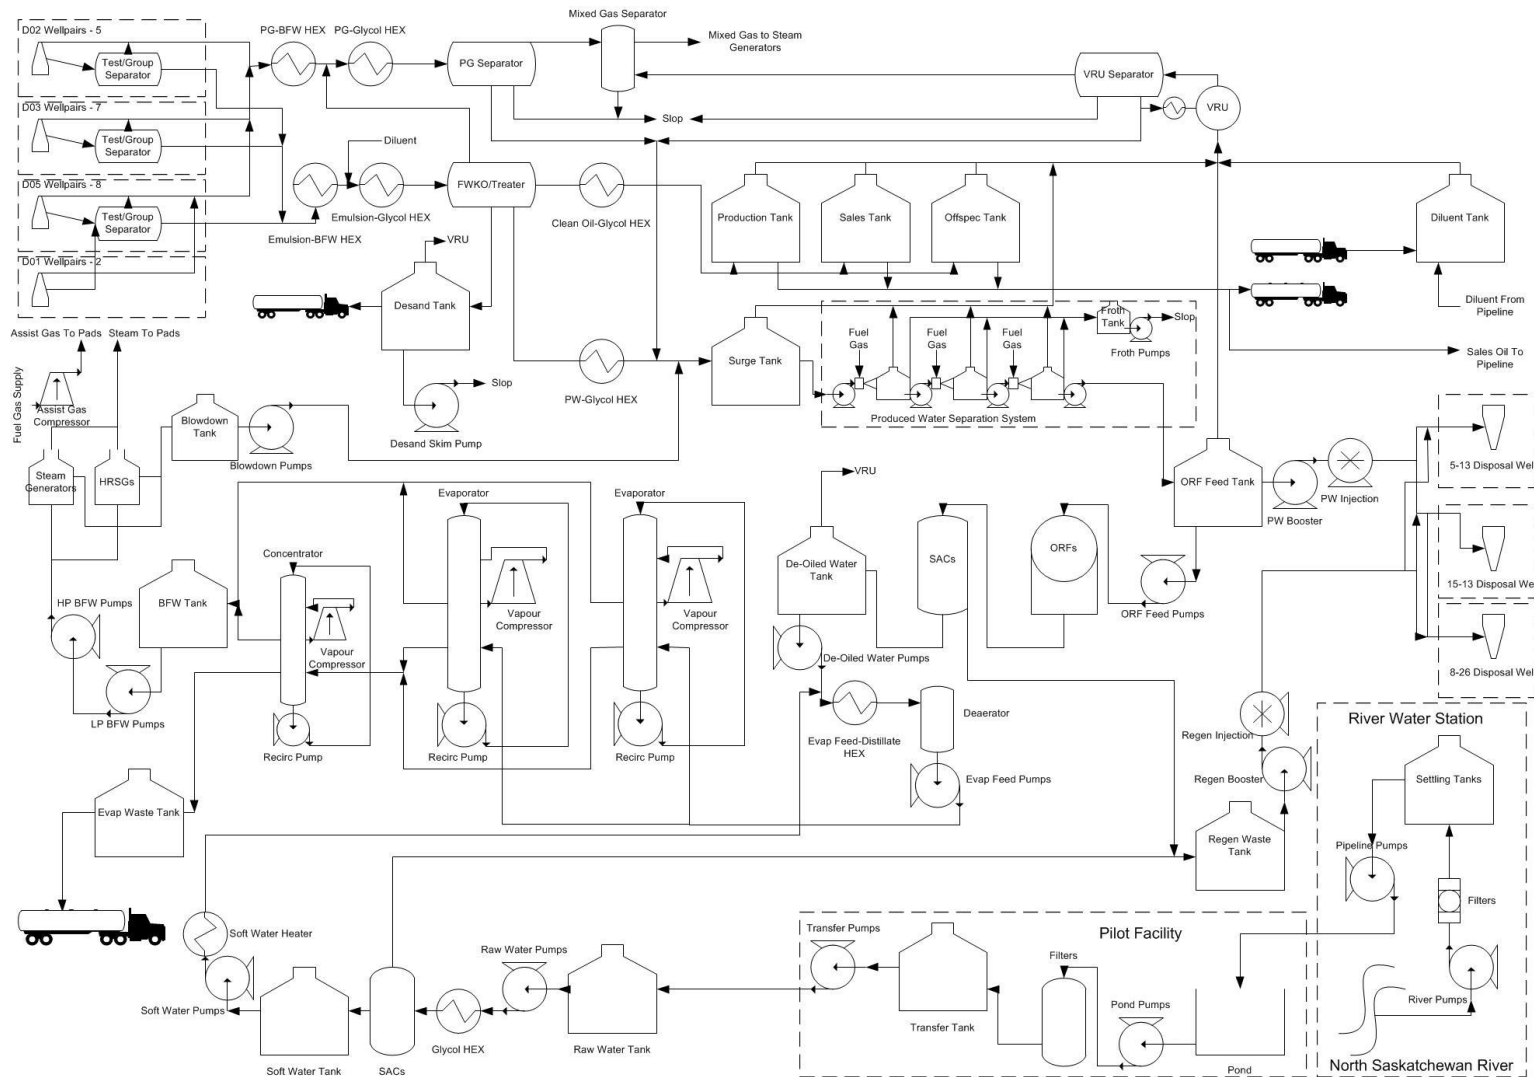 D02 Wellpairs - 5
Test/Group
Separator
D03 Wellpairs - 7
Test/Group
Separator
D05 Wellpairs - 8
Test/Group
Separator
D01 Wellpairs - 2
PG-BFW HEX
PG-Glycol HEX
PG Separator
Mixed Gas Separator
Mixed Gas to Steam
Generators
Slop
VRU Separator
VRU
Diluent
Emulsion-BFW HEX
Emulsion-Glycol HEX
FWKO/Treater
Clean Oil-Glycol HEX
Production Tank
Sales Tank
Offspec Tank
Diluent Tank
Diluent From
Pipeline
Sales Oil To
Pipeline
VRU
Desand Tank
Slop
Desand Skim Pump
PW-Glycol HEX
Surge Tank
Fuel
Gas
Fuel
Gas
Fuel
Gas
Froth
Tank
Slop
Froth Pumps
Produced Water Separation System
Assist Gas To Pads
Steam To Pads
Fuel Gas Supply
Assist Gas
Compressor
Blowdown
Tank
Blowdown Pumps
Steam
Generators
HRSGs
ORF Feed Tank
PW Booster
PW Injection
5-13 Disposal Wel
15-13 Disposal We
8-26 Disposal Wel
HP BFW Pumps
BFW Tank
LP BFW Pumps
Concentrator
Vapour
Compressor
Recirc Pump
Evaporator
Vapour
Compressor
Recirc Pump
Evaporator
Vapour
Compressor
Recirc Pump
VRU
De-Oiled Water
Tank
De-Oiled Water Pumps
SACs
ORFs
ORF Feed Pumps
Evap Feed-Distillate
HEX
Deaerator
Evap Feed Pumps
Regen Injection
Regen Booster
Regen Waste
Tank
Evap Waste Tank
Soft Water Heater
Soft Water Pumps
Soft Water Tank
SACs
Glycol HEX
Raw Water Pumps
Raw Water Tank
Pilot Facility
Transfer Pumps
Transfer Tank
Filters
Pond Pumps
Pond
River Water Station
Settling Tanks
Pipeline Pumps
Filters
River Pumps
North Saskatchewan River